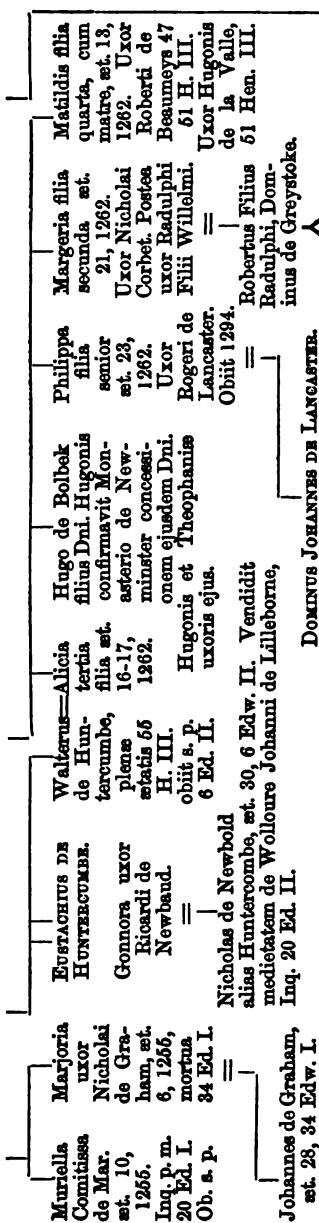 Muriella
Comitissa
de Mar.
æt. 10,
1255.
Inq. p. m.
20 Ed. I.
Ob. s. p.
Marjoria
uxor
Nicholai
de Gra-
ham, æt.
6, 1255,
mortua
34 Ed. I.
=
Johannes de Graham,
æt. 28, 34 Edw. I.
EUSTACHIUS DE
HUNTERCUMBE.
Gonnora uxor
Ricardi de
Newbaud.
=
Nicholas de Newbold
alias Huntercombe, æt. 30, 6 Edw. II. Vendidit
medietatem de Wolloure Johanni de Lilleborne,
Inq. 20 Ed. II.
Walterus=Alicia
de Hun-
tercumbe,
plenæ
ætatis 55
H. III.
obiit s. p.
6 Ed. II.
tertia
filia æt.
16-17,
1262.
Hugo de Bolbek
filius Dni. Hugonis
confirmavit Mon-
asterio de New-
minster concessi-
onem ejusdem Dni.
Hugonis et Theophaniæ
uxoris ejus.
Philippa
filia
senior
æt. 23,
1262.
Uxor
Rogeri de
Lancaster.
Obiit 1294.
=
DOMINUS JOHANNES DE LANCASTER.
Margeria filia
secunda æt.
21, 1262.
Uxor Nicholai
Corbet. Postea
uxor Radulphi
Filii Willelmi.
=
Robertus Filius
Radulphi, Dom-
inus de Greystoke.
Matildis filia
quarta, cum
matre, æt. 13,
1262. Uxor
Roberti de
Beaumeys 47
51 H. III.
Uxor Hugonis
de la Valle,
51 Hen. III.